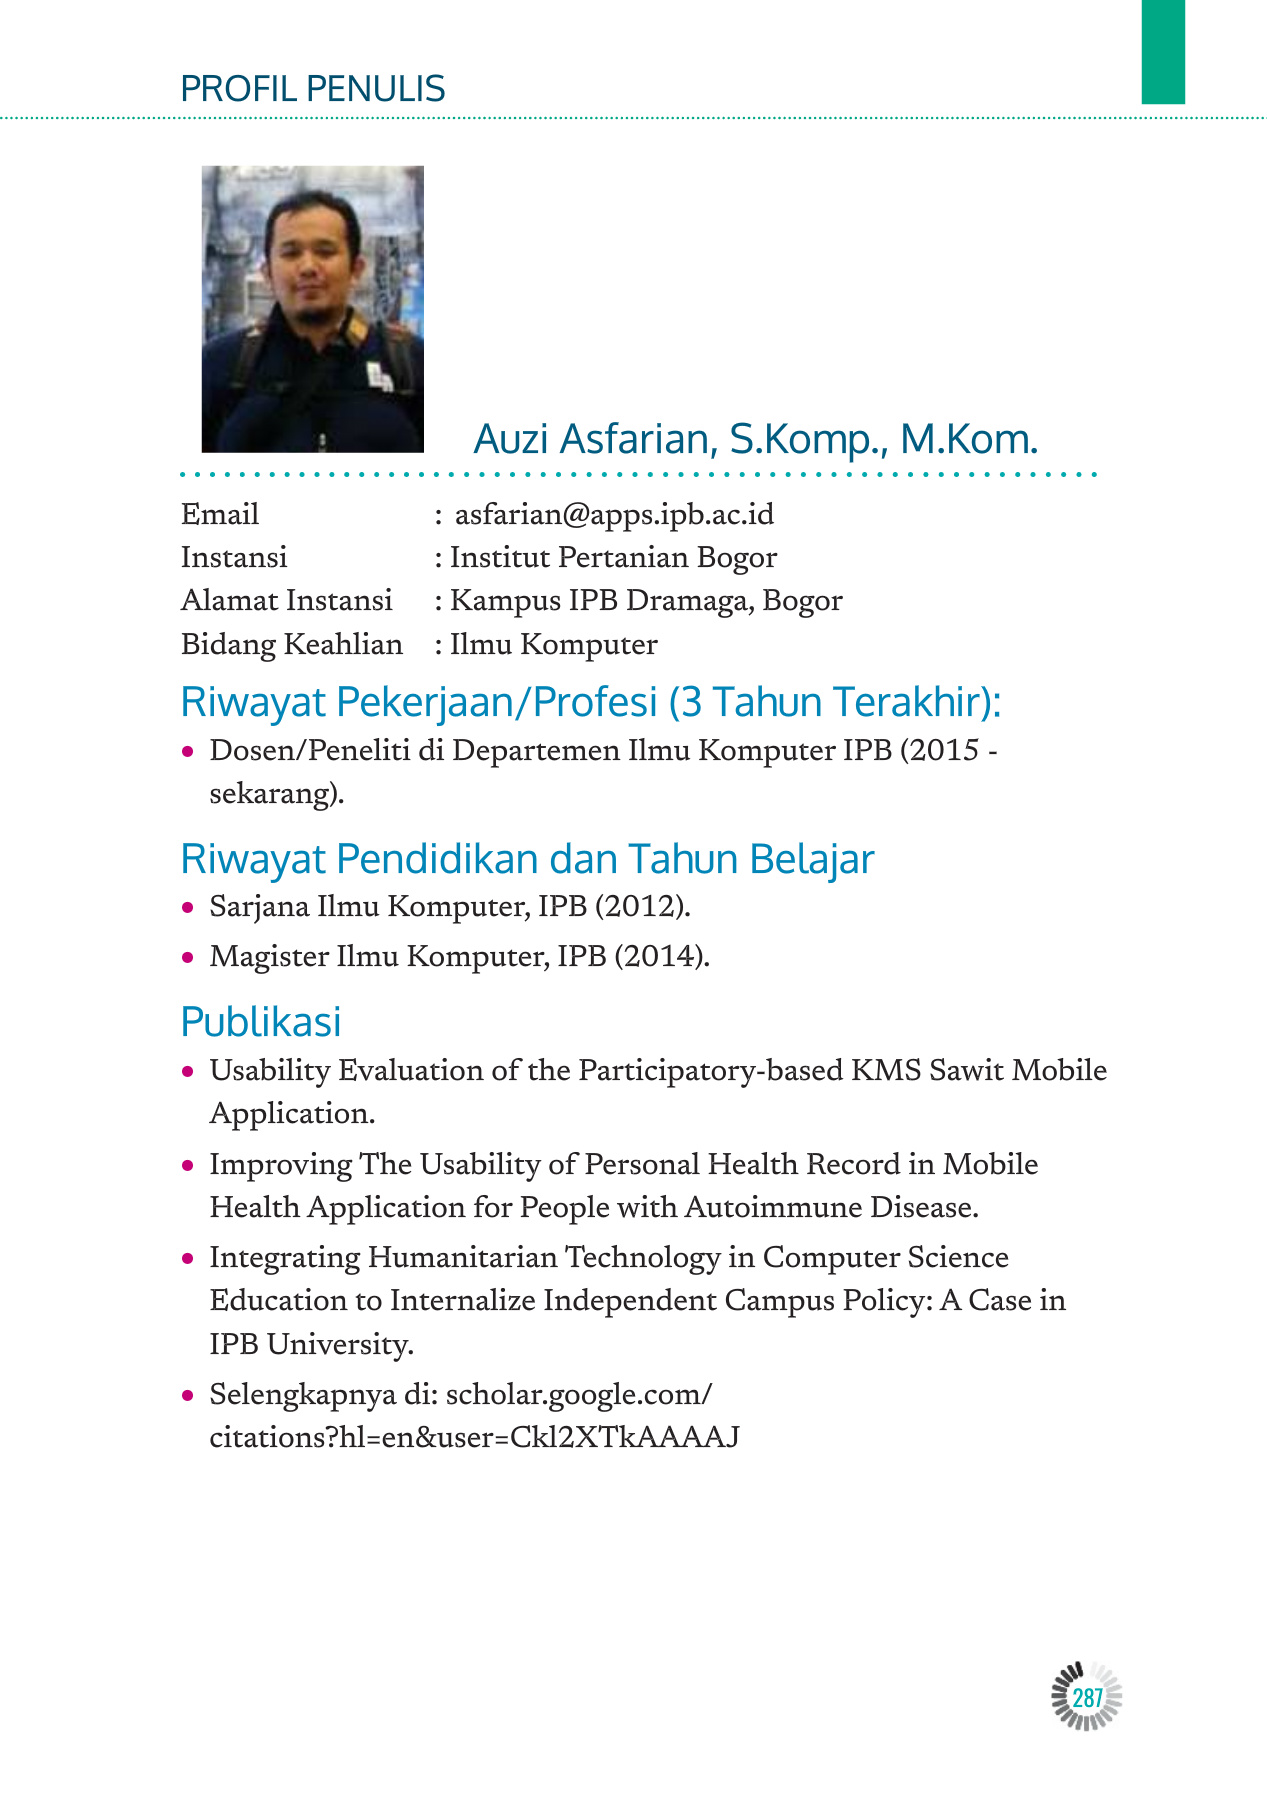 PROFIL PENULIS
Auzi Asfarian, S.Komp., M.Kom.
Email : asfarian@apps.ipb.ac.id
Instansi : Institut Pertanian Bogor
Alamat Instansi : Kampus IPB Dramaga, Bogor
Bidang Keahlian : Ilmu Komputer
Riwayat Pekerjaan/Profesi (3 Tahun Terakhir):
• Dosen/Peneliti di Departemen Ilmu Komputer IPB (2015 -
sekarang).
Riwayat Pendidikan dan Tahun Belajar
• Sarjana Ilmu Komputer, IPB (2012).
• Magister Ilmu Komputer, IPB (2014).
Publikasi
• Usability Evaluation of the Participatory-based KMS Sawit Mobile
Application.
• Improving The Usability of Personal Health Record in Mobile
Health Application for People with Autoimmune Disease.
• Integrating Humanitarian Technology in Computer Science
Education to Internalize Independent Campus Policy: A Case in
IPB University.
• Selengkapnya di: scholar.google.com/
citations?hl=en&user=Ckl2XTkAAAAJ
287